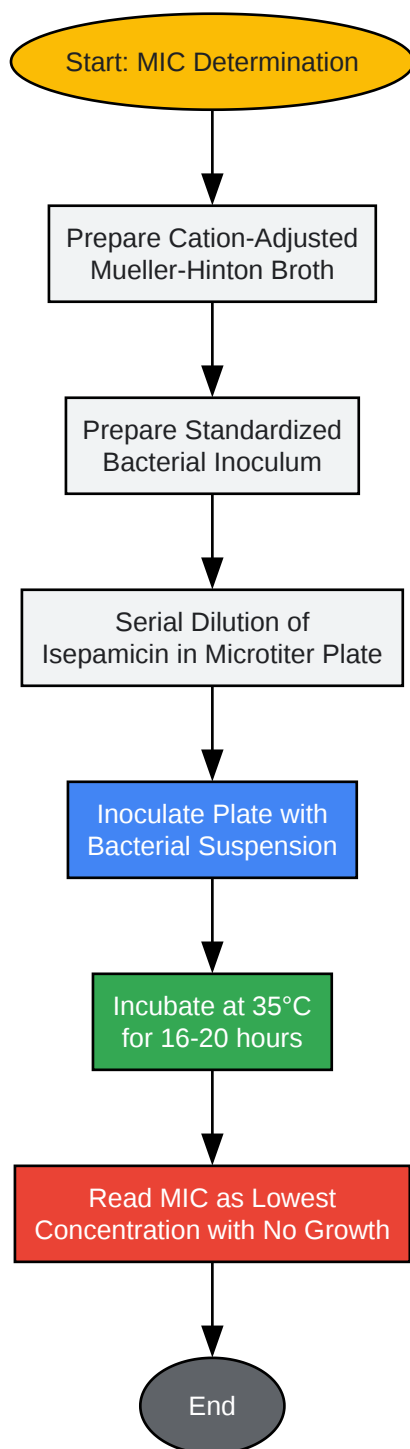 Start: MIC Determination
Prepare Cation-Adjusted
Mueller-Hinton Broth
Prepare Standardized
Bacterial Inoculum
Serial Dilution of
Isepamicin in Microtiter Plate
Inoculate Plate with
Bacterial Suspension
Incubate at 35°C
for 16-20 hours
Read MIC as Lowest
Concentration with No Growth
End